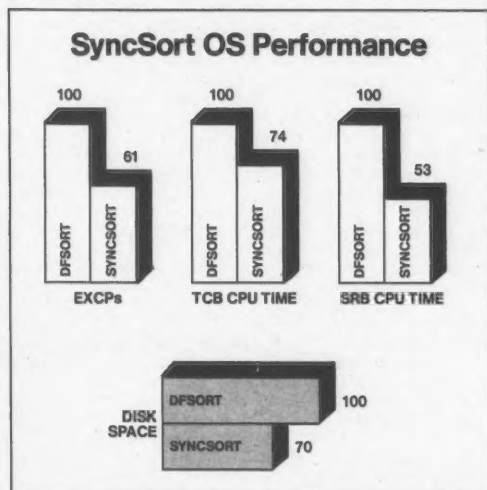 SyncSort OS Performance
100
61
DFSORT
SYNCSORT
EXCPs
100
74
DFSORT
SYNCSORT
TCB CPU TIME
100
53
DFSORT
SYNCSORT
SRB CPU TIME
DISK
SPACE
DFSORT
100
SYNCSORT
70